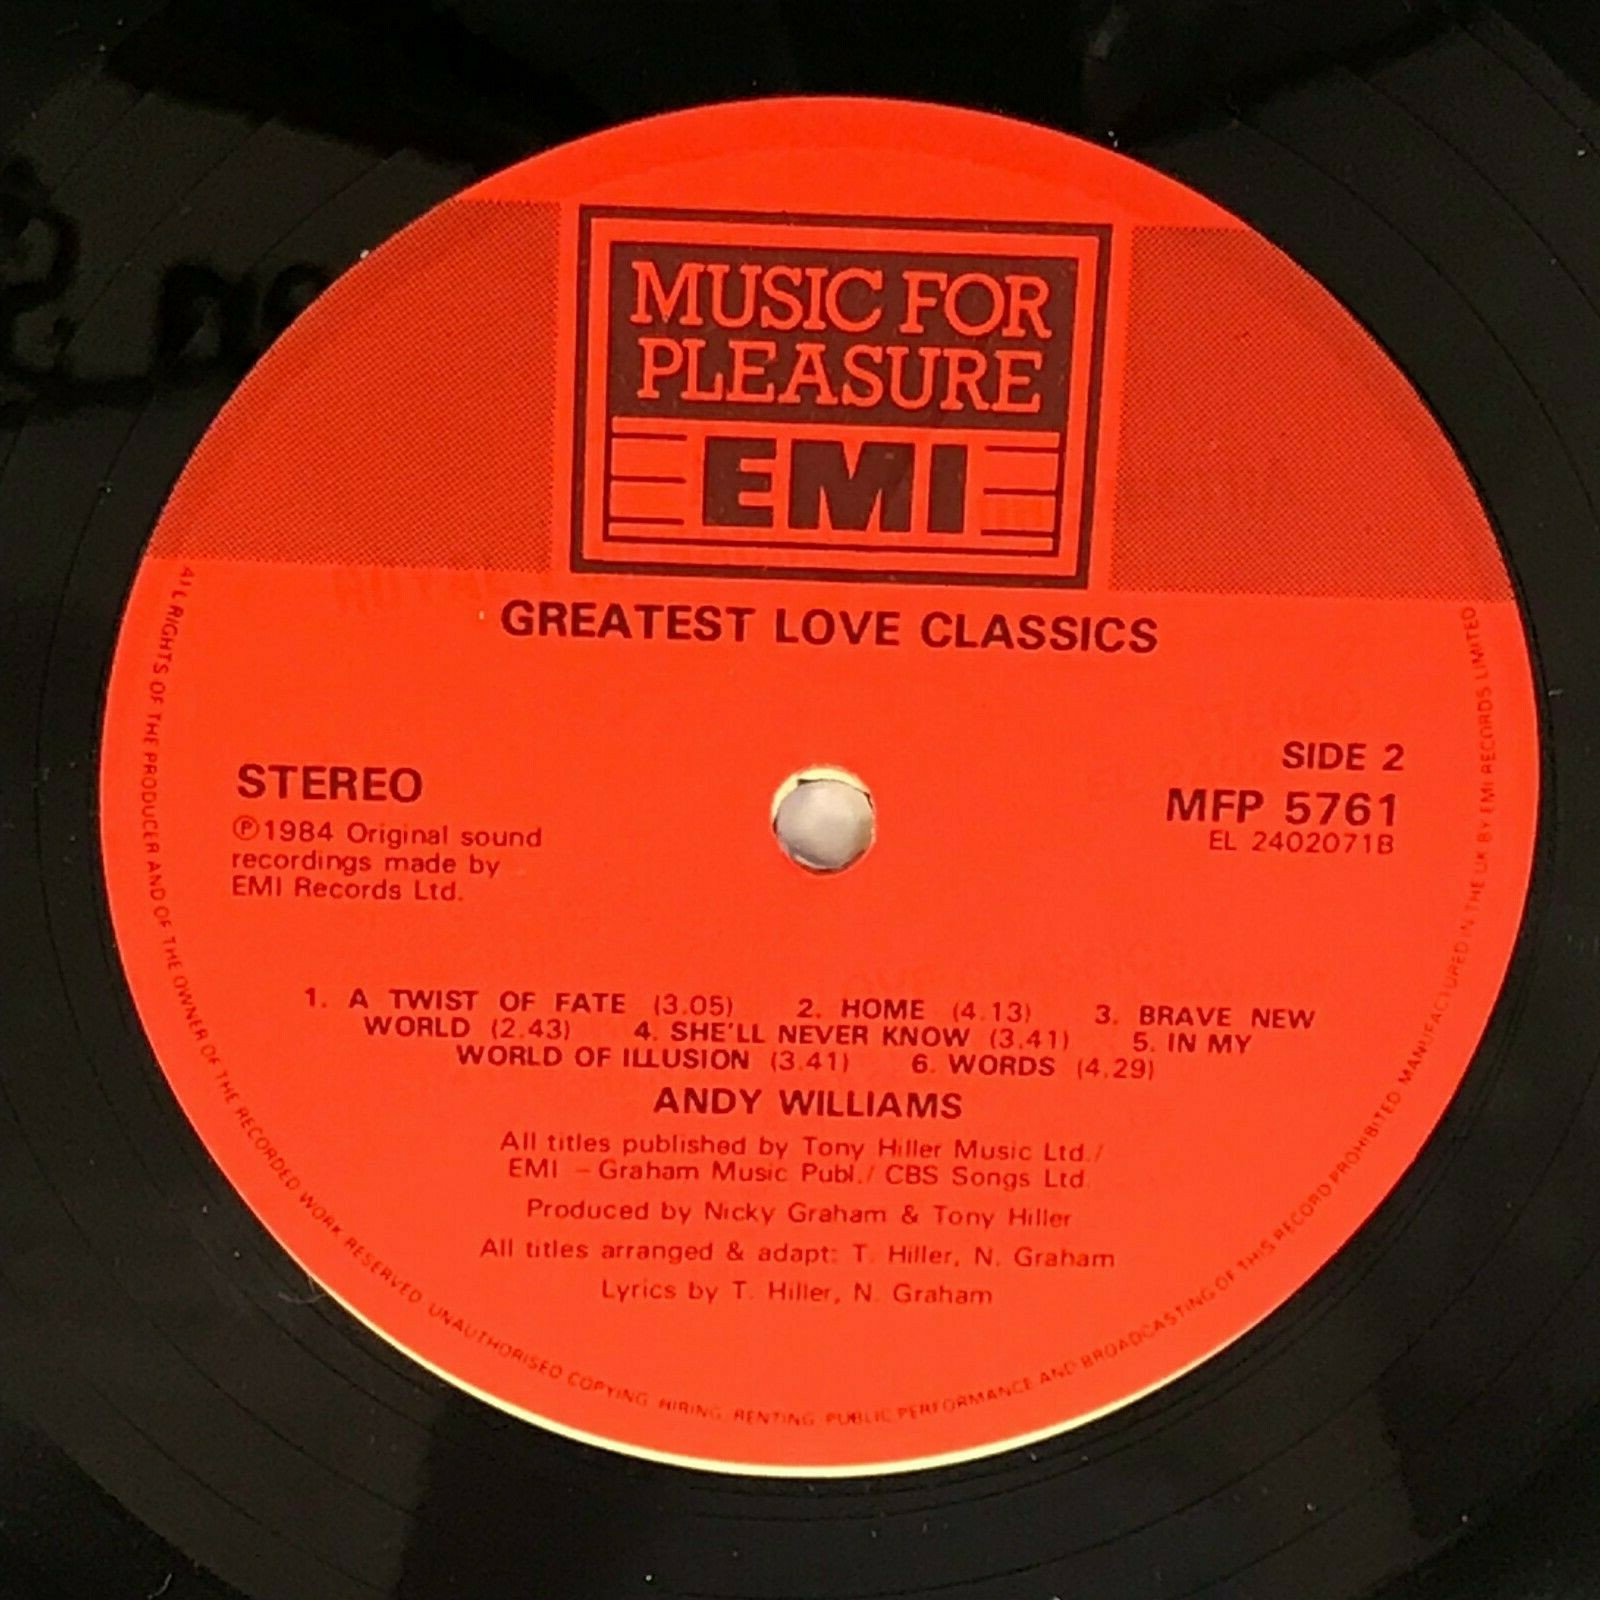 MUSIC FOR
PLEASURE
EMI
GREATEST LOVE CLASSICS
STEREO
℗1984 Original sound
recordings made by
EMI Records Ltd.
SIDE 2
MFP 5761
EL 2402071B
1. A TWIST OF FATE (3.05) 2. HOME (4.13) 3. BRAVE NEW
WORLD (2.43) 4. SHE'LL NEVER KNOW (3.41) 5. IN MY
WORLD OF ILLUSION (3.41) 6. WORDS (4.29)
ANDY WILLIAMS
All titles published by Tony Hiller Music Ltd./
EMI – Graham Music Publ./ CBS Songs Ltd.
Produced by Nicky Graham & Tony Hiller
All titles arranged & adapt: T. Hiller, N. Graham
Lyrics by T. Hiller, N. Graham
ALL RIGHTS OF THE PRODUCER AND OF THE OWNER OF THE RECORDED WORK RESERVED. UNAUTHORISED COPYING, HIRING, RENTING, PUBLIC PERFORMANCE AND BROADCASTING OF THIS RECORD PROHIBITED MANUFACTURED IN THE UK BY EMI RECORDS LIMITED